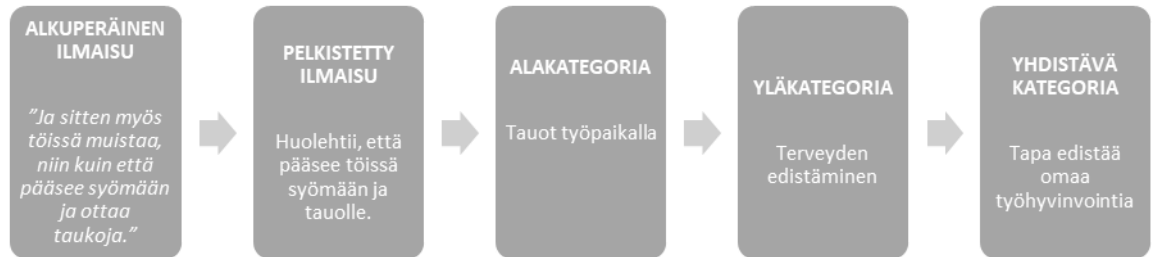 ALKUPERÄINEN
ILMAISU
"Ja sitten myös
töissä muistaa,
niin kuin että
pääsee syömään
ja ottaa
taukoja."
PELKISTETTY
ILMAISU
Huolehtii, että
pääsee töissä
syömään ja
tauolle.
ALAKATEGORIA
Tauot työpaikalla
YLÄKATEGORIA
Terveyden
edistäminen
YHDISTÄVÄ
KATEGORIA
Tapa edistää
omaa
työhyvinvointia